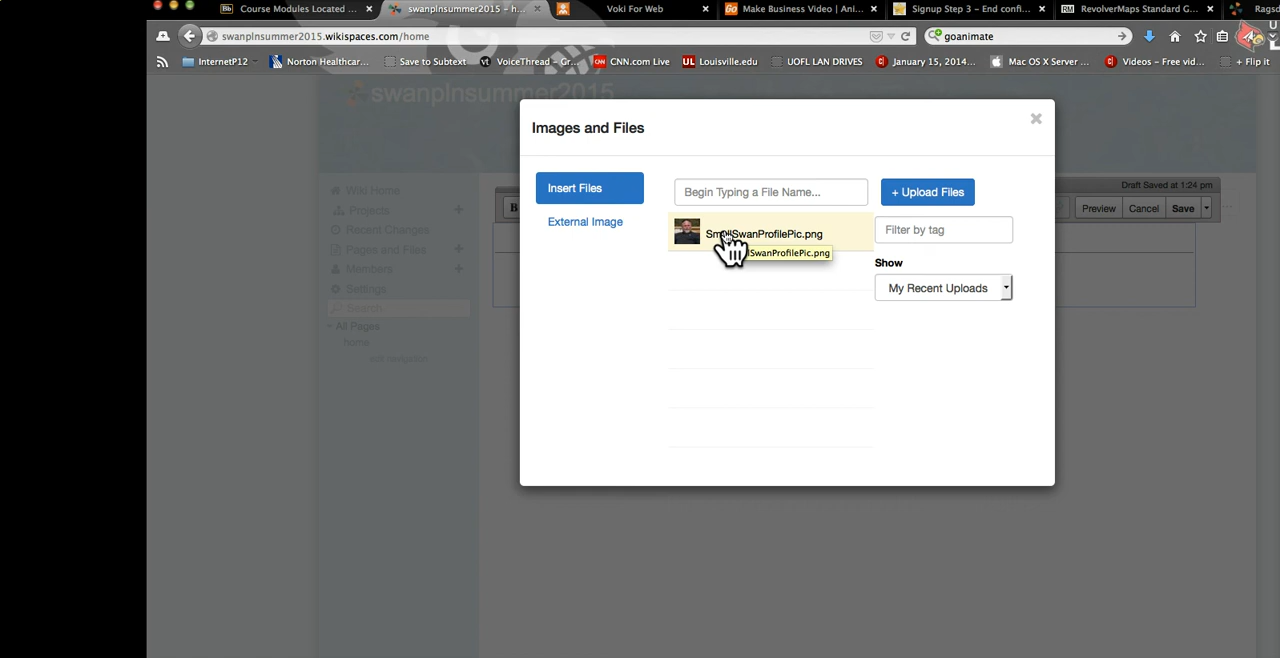 Course Modules Located ...
swanplnsummer2015 - h...
Voki For Web
Make Business Video | Ani...
Signup Step 3 – End confi...
RevolverMaps Standard G...
Ragsd
swanplnsummer2015.wikispaces.com/home
goanimate
InternetP12
Norton Healthcar...
Save to Subtext
VoiceThread - Gr...
CNN.com Live
Louisville.edu
UOFL LAN DRIVES
January 15, 2014...
Mac OS X Server ...
Videos – Free vid...
+ Flip it
swanplnsummer2015
Images and Files
Wiki Home
Projects
Recent Changes
Pages and Files
Members
Settings
Search
All Pages
home
edit navigation
Insert Files
External Image
Begin Typing a File Name...
+ Upload Files
SmallSwanProfilePic.png
lSwanProfilePic.png
Filter by tag
Show
My Recent Uploads
Draft Saved at 1:24 pm
B
Preview
Cancel
Save